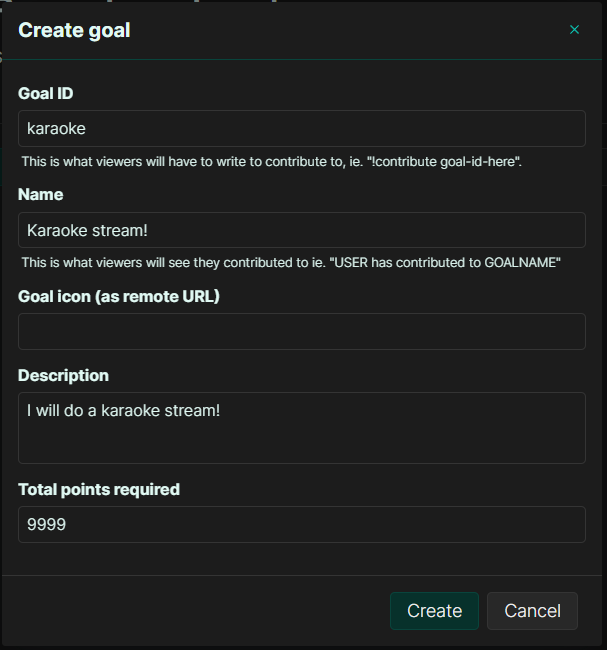 Create goal
×
Goal ID
karaoke
This is what viewers will have to write to contribute to, ie. "!contribute goal-id-here".
Name
Karaoke stream!
This is what viewers will see they contributed to ie. "USER has contributed to GOALNAME"
Goal icon (as remote URL)
Description
I will do a karaoke stream!
Total points required
9999
Create
Cancel